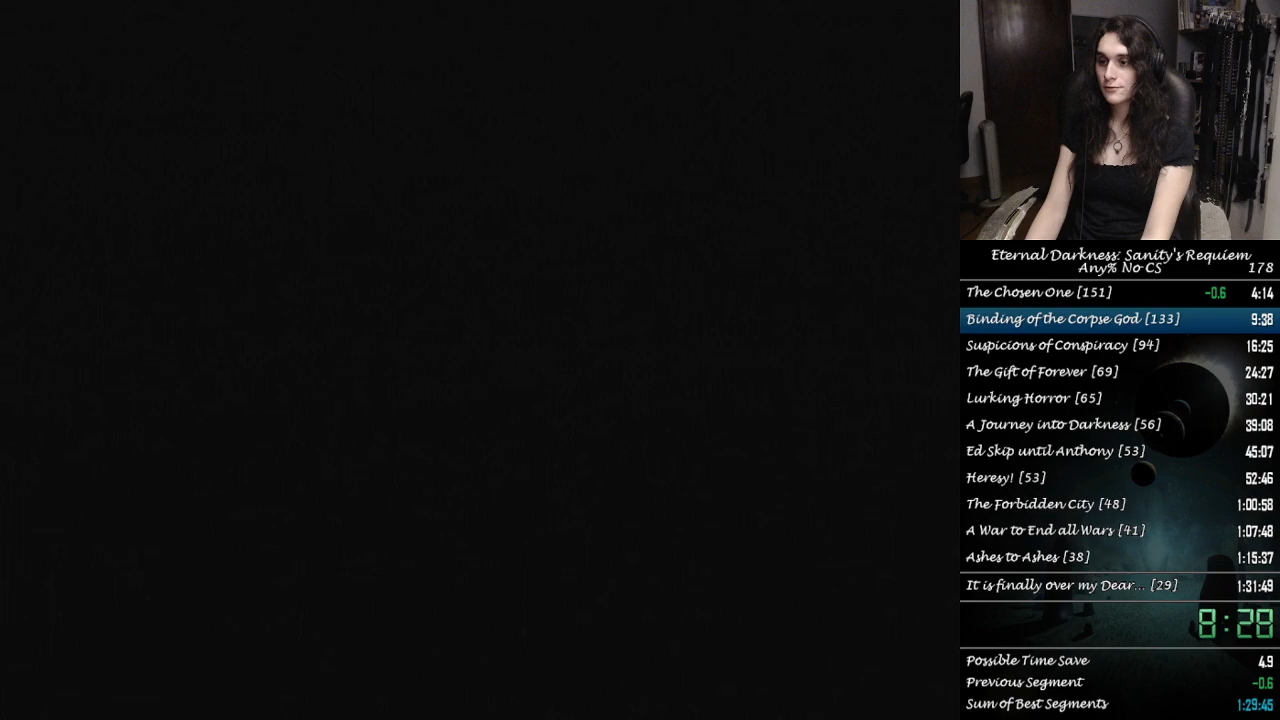 Eternal Darkness: Sanity's Requiem
Any% No CS 178
The Chosen One [151] -0.6 4:14
Binding of the Corpse God [133] 9:38
Suspicions of Conspiracy [94] 16:25
The Gift of Forever [69] 24:27
Lurking Horror [65] 30:21
A Journey into Darkness [56] 39:08
Ed Skip until Anthony [53] 45:07
Heresy! [53] 52:46
The Forbidden City [48] 1:00:58
A War to End all Wars [41] 1:07:48
Ashes to Ashes [38] 1:15:37
It is finally over my Dear... [29] 1:31:49
8:28
Possible Time Save 4.9
Previous Segment -0.6
Sum of Best Segments 1:29:45